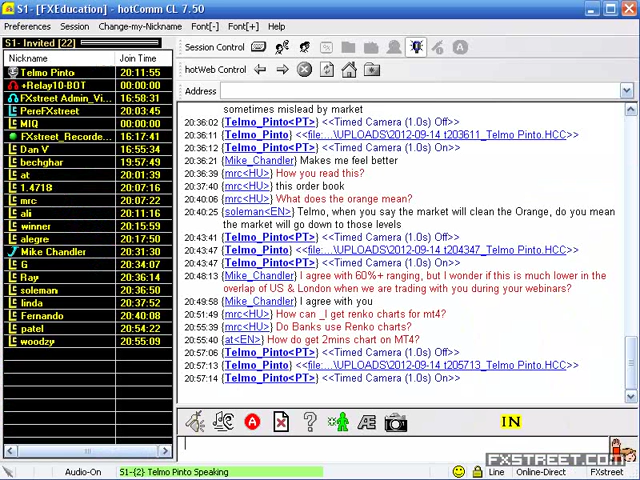 S1- [FXEducation] - hotComm CL 7.50
Preferences Session Change-my-Nickname Font[-] Font[+] Help
S1- Invited [22]
Nickname Join Time
Telmo Pinto 20:11:55
+Relay10-BOT 00:00:00
FXstreet Admin_Vi... 16:58:31
PereFXstreet 20:03:45
MIQ 00:00:00
FXstreet_Recorde... 16:17:41
Dan V 16:55:34
bechghar 19:57:49
at 20:01:39
1.4718 20:07:16
mrc 20:07:22
ali 20:11:16
winner 20:15:59
alegre 20:17:50
Mike Chandler 20:31:30
G 20:34:07
Ray 20:36:14
soleman 20:36:50
linda 20:37:52
Fernando 20:40:08
patel 20:54:22
woodzy 20:55:09
Session Control
hotWeb Control
Address
sometimes mislead by market
20:36:02 {Telmo_Pinto<PT>} <<Timed Camera (1.0s) Off>>
20:36:11 {Telmo_Pinto} <<file:...\UPLOADS\2012-09-14 t203611_Telmo Pinto.HCC>>
20:36:12 {Telmo_Pinto<PT>} <<Timed Camera (1.0s) On>>
20:36:21 {Mike_Chandler} Makes me feel better
20:36:39 {mrc<HU>} How you read this?
20:37:40 {mrc<HU>} this order book
20:40:06 {mrc<HU>} What does the orange mean?
20:40:25 {soleman<EN>} Telmo, when you say the market will clean the Orange, do you mean
the market will go down to those levels
20:43:41 {Telmo_Pinto<PT>} <<Timed Camera (1.0s) Off>>
20:43:47 {Telmo_Pinto} <<file:...\UPLOADS\2012-09-14 t204347_Telmo Pinto.HCC>>
20:43:47 {Telmo_Pinto<PT>} <<Timed Camera (1.0s) On>>
20:48:13 {Mike_Chandler} I agree with 60%+ ranging, but I wonder if this is much lower in the
overlap of US & London when we are trading with you during your webinars?
20:49:58 {Mike_Chandler} I agree with you
20:51:49 {mrc<HU>} How can _I get renko charts for mt4?
20:55:39 {mrc<HU>} Do Banks use Renko charts?
20:55:40 {at<EN>} How do get 2mins chart on MT4?
20:57:06 {Telmo_Pinto<PT>} <<Timed Camera (1.0s) Off>>
20:57:13 {Telmo_Pinto} <<file:...\UPLOADS\2012-09-14 t205713_Telmo Pinto.HCC>>
20:57:14 {Telmo_Pinto<PT>} <<Timed Camera (1.0s) On>>
IN
FXSTREET.COM
Audio-On S1-{2} Telmo Pinto Speaking Line Online-Direct FXstreet